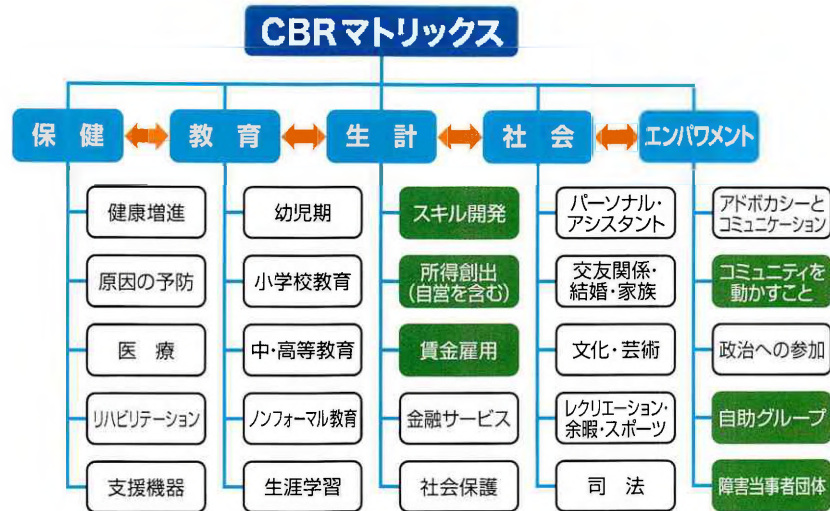 CBRマトリックス
保健
教育
生計
社会
エンパワメント
健康増進
原因の予防
医療
リハビリテーション
支援機器
幼児期
小学校教育
中・高等教育
ノンフォーマル教育
生涯学習
スキル開発
所得創出
(自営を含む)
賃金雇用
金融サービス
社会保護
パーソナル・
アシスタント
交友関係・
結婚・家族
文化・芸術
レクリエーション・
余暇・スポーツ
司法
アドボカシーと
コミュニケーション
コミュニティを
動かすこと
政治への参加
自助グループ
障害当事者団体